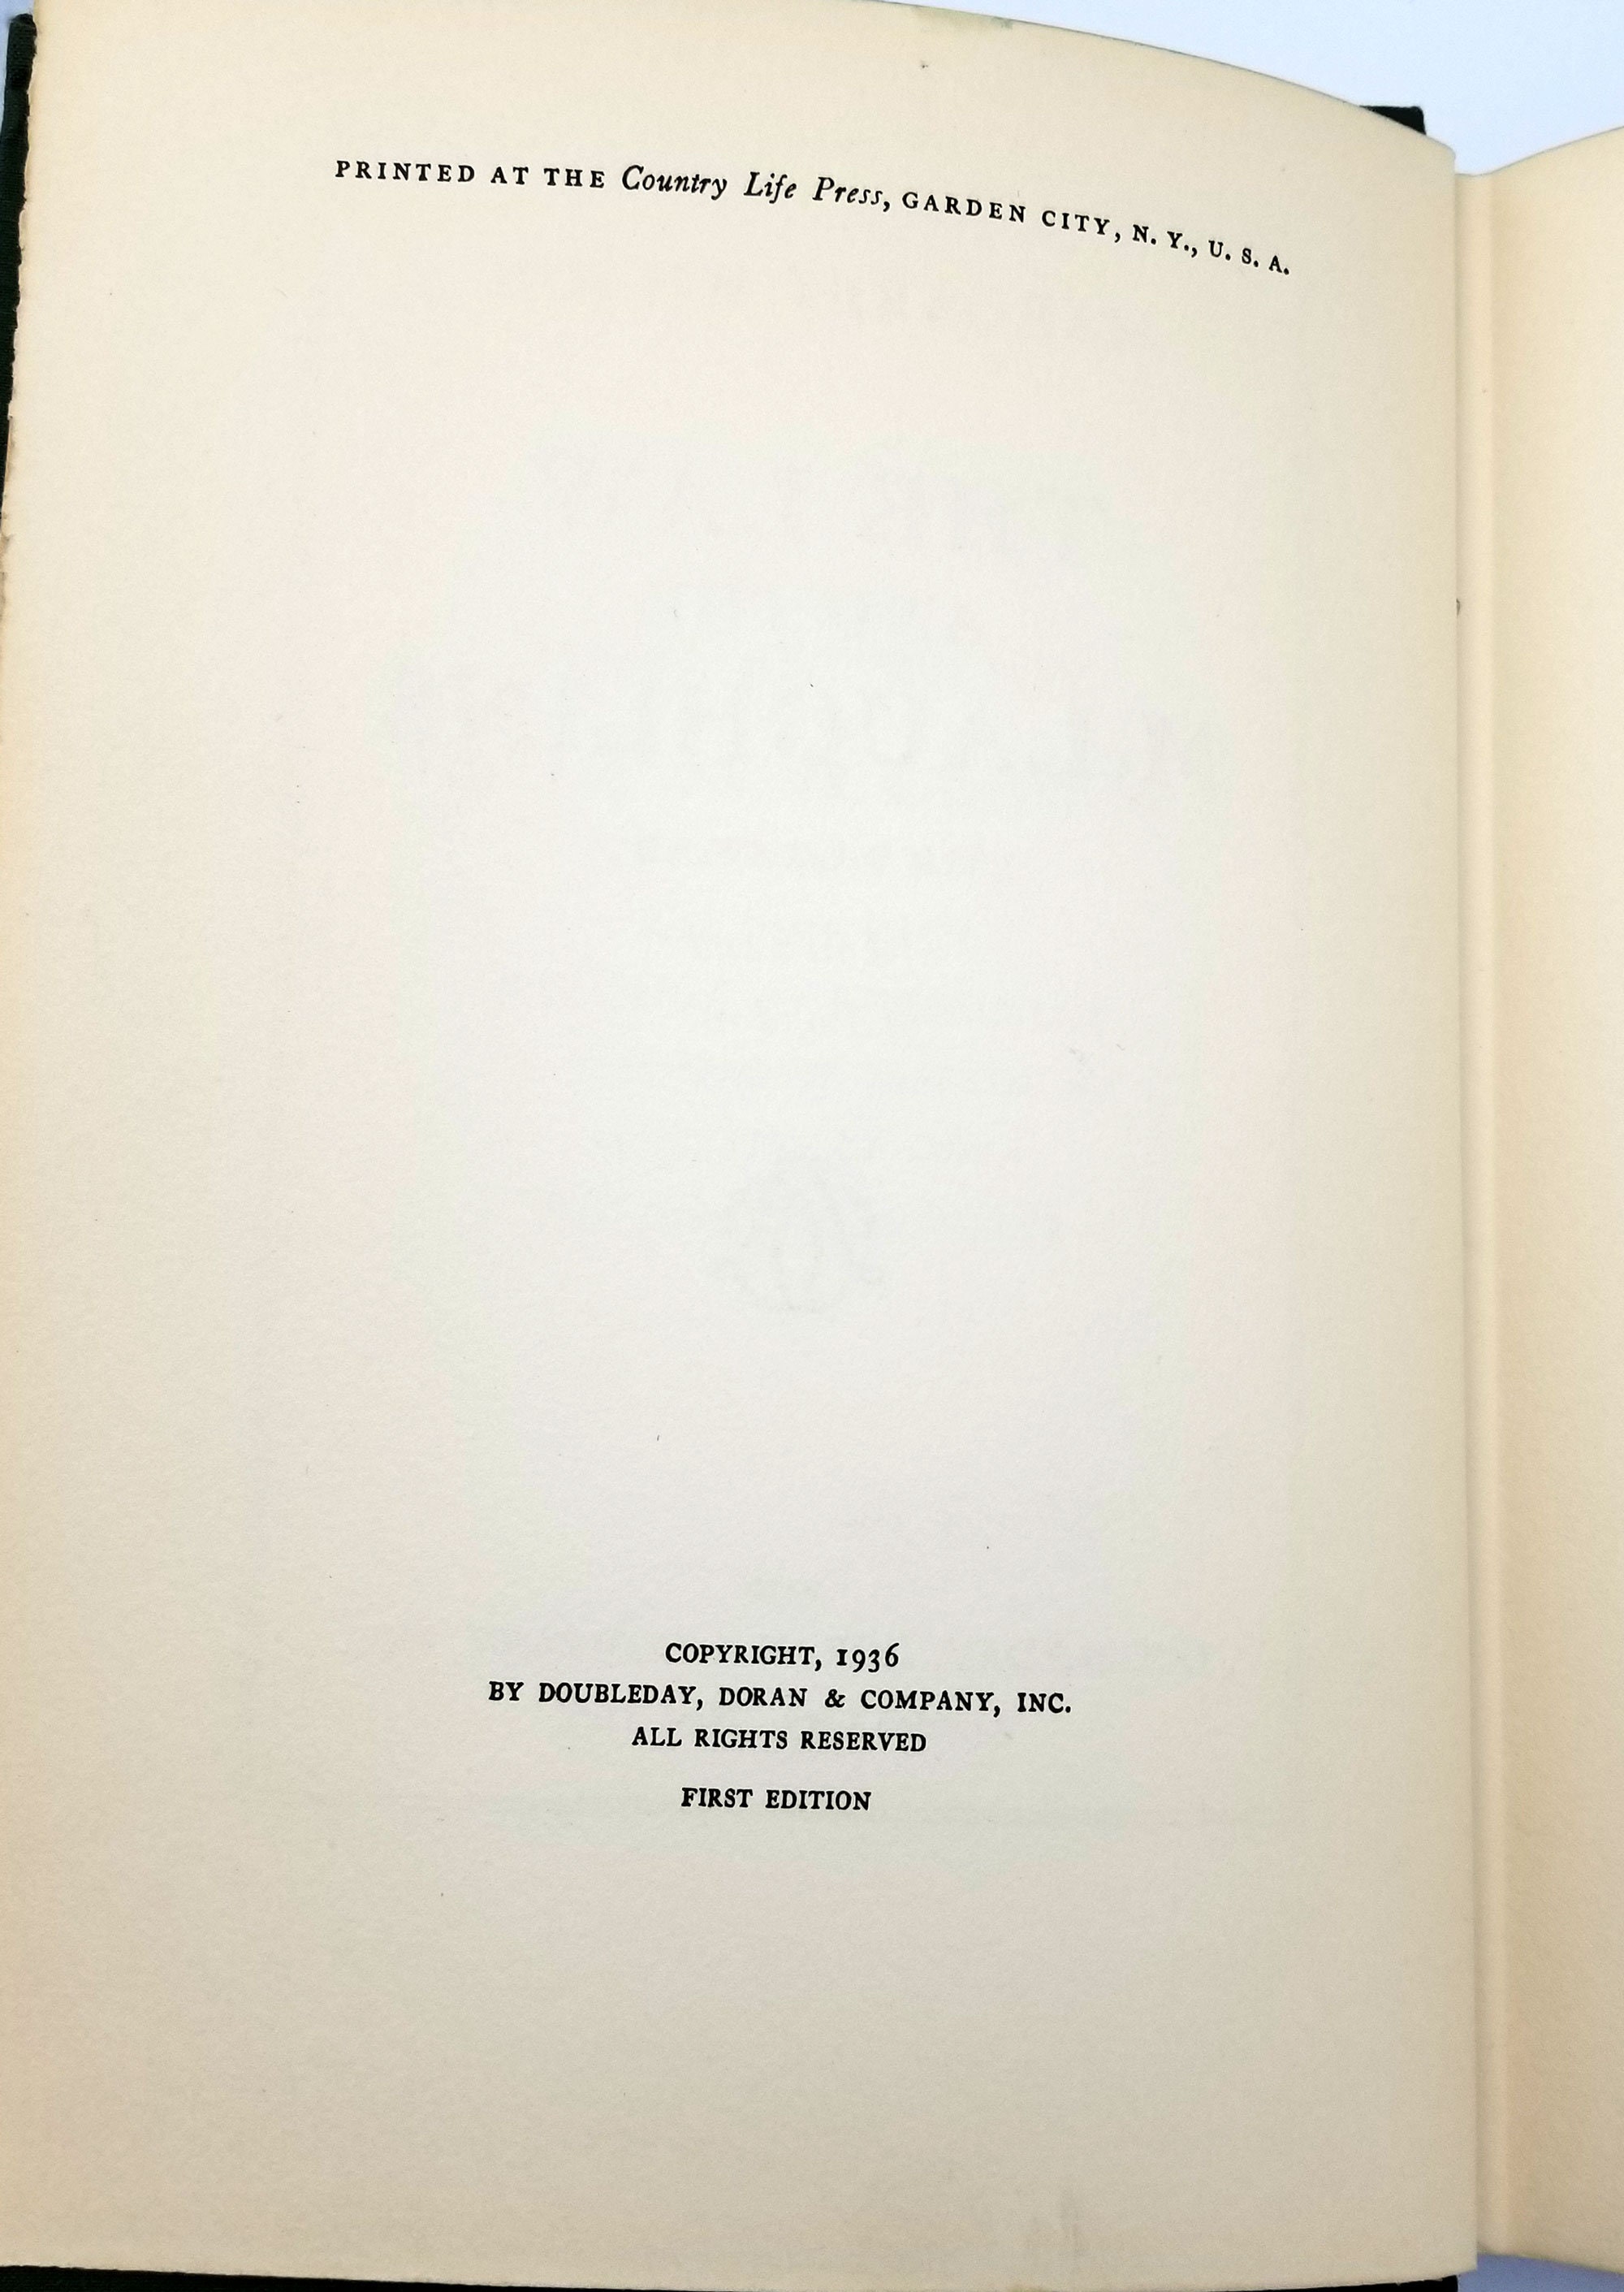 PRINTED AT THE Country Life Press, GARDEN CITY, N. Y., U. S. A.
COPYRIGHT, 1936
BY DOUBLEDAY, DORAN & COMPANY, INC.
ALL RIGHTS RESERVED
FIRST EDITION